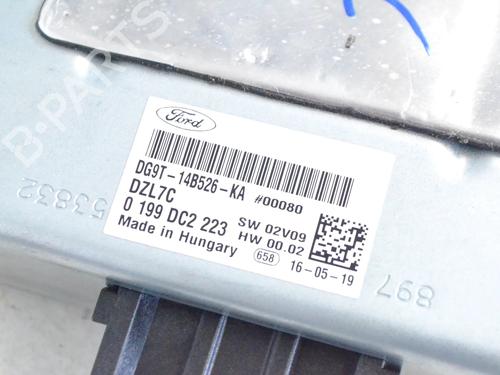 B-PARTS
Ford
DG9T-14B526-KA #00080
DZL7C
0 199 DC2 223 SW 02V09
Made in Hungary HW 00.02
658 16-05-19
53832
897